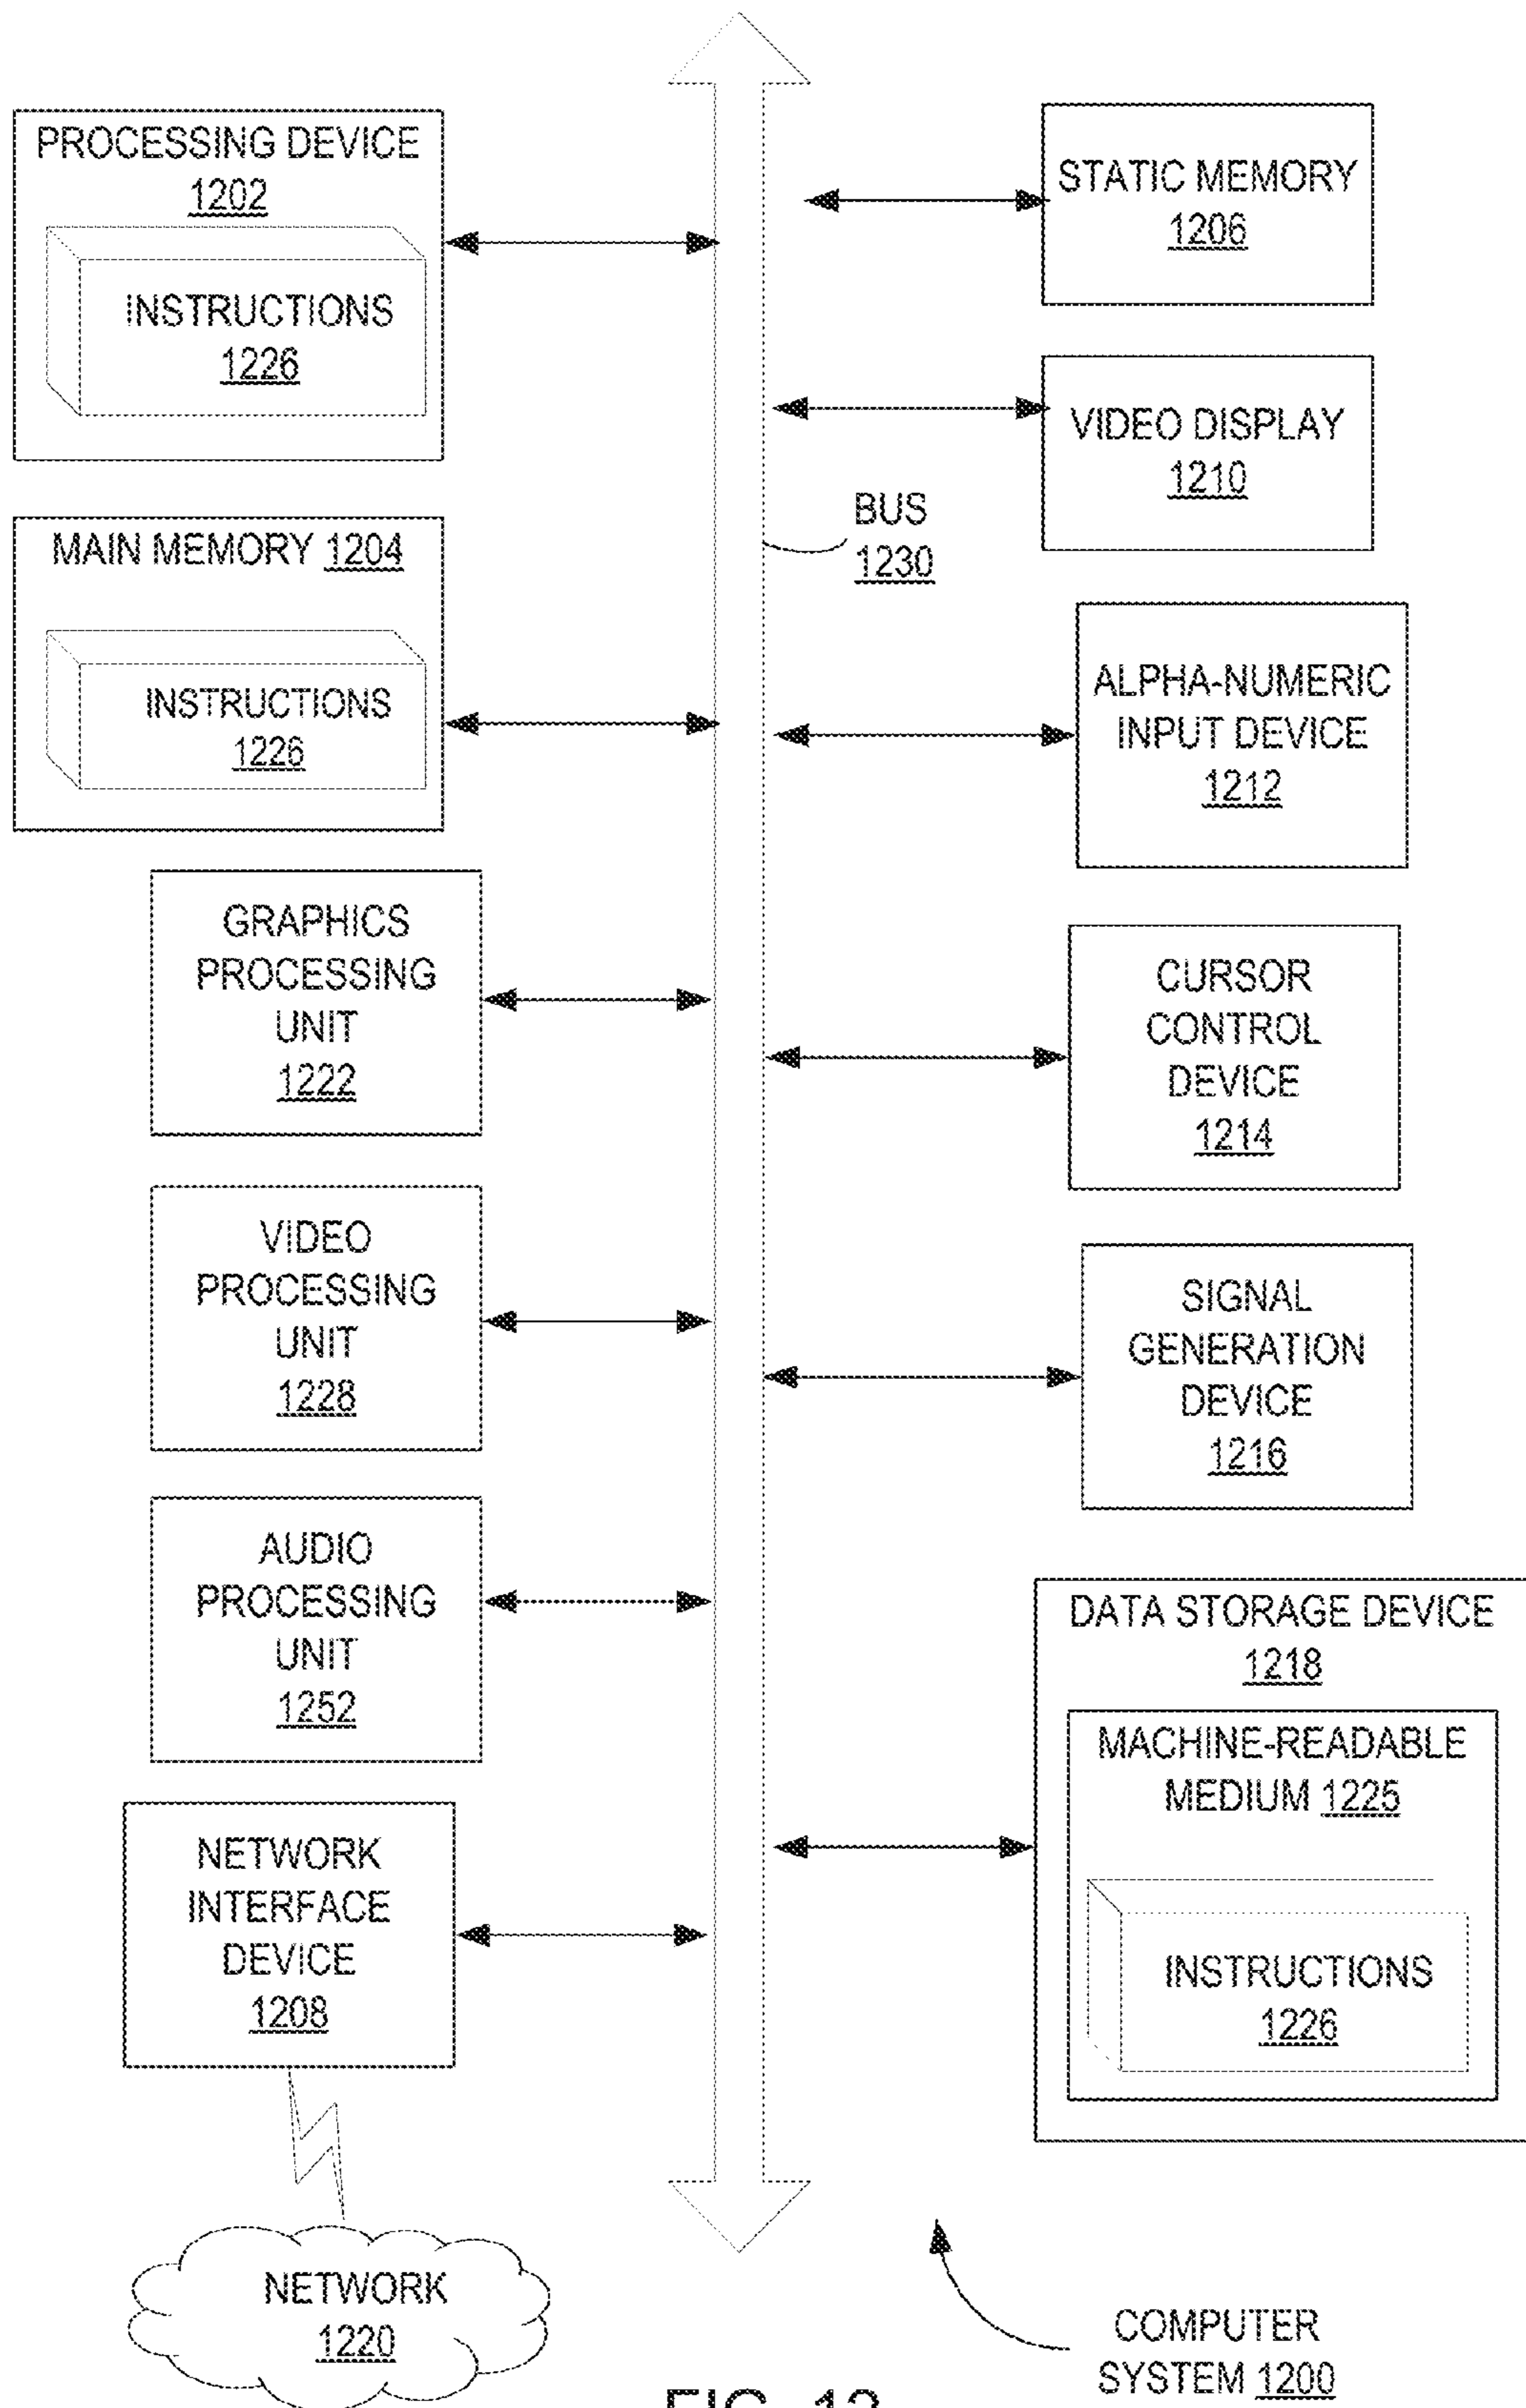 PROCESSING DEVICE
1202
INSTRUCTIONS
1226
MAIN MEMORY 1204
INSTRUCTIONS
1226
GRAPHICS
PROCESSING
UNIT
1222
VIDEO
PROCESSING
UNIT
1228
AUDIO
PROCESSING
UNIT
1252
NETWORK
INTERFACE
DEVICE
1208
NETWORK
1220
BUS
1230
STATIC MEMORY
1206
VIDEO DISPLAY
1210
ALPHA-NUMERIC
INPUT DEVICE
1212
CURSOR
CONTROL
DEVICE
1214
SIGNAL
GENERATION
DEVICE
1216
DATA STORAGE DEVICE
1218
MACHINE-READABLE
MEDIUM 1225
INSTRUCTIONS
1226
COMPUTER
SYSTEM 1200